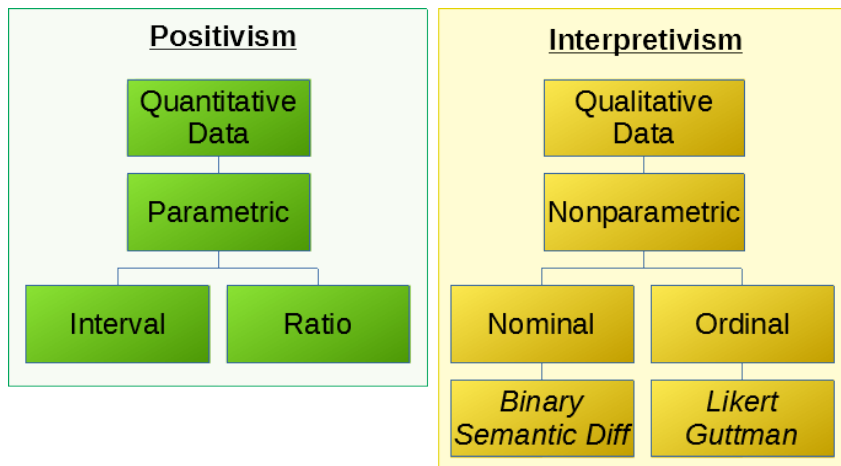 Positivism
Quantitative
Data
Parametric
Interval
Ratio
Interpretivism
Qualitative
Data
Nonparametric
Nominal
Ordinal
Binary
Semantic Diff
Likert
Guttman